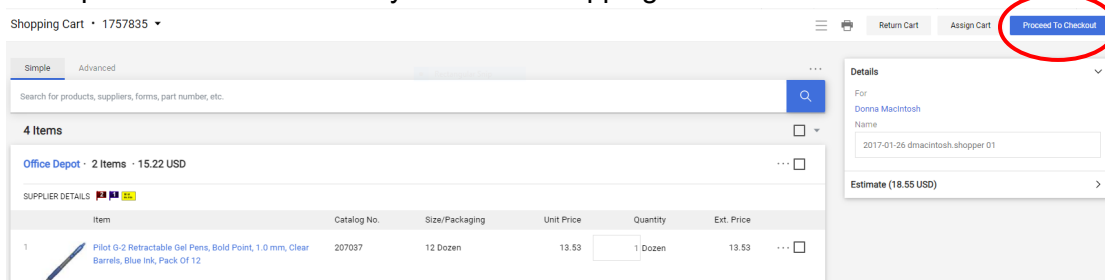 Shopping Cart • 1757835
Return Cart
Assign Cart
Proceed To Checkout
Simple
Advanced
Search for products, suppliers, forms, part number, etc.
4 Items
Office Depot · 2 Items · 15.22 USD
SUPPLIER DETAILS
Item Catalog No. Size/Packaging Unit Price Quantity Ext. Price
1 Pilot G-2 Retractable Gel Pens, Bold Point, 1.0 mm, Clear 207037 12 Dozen 13.53 1 Dozen 13.53
Barrels, Blue Ink, Pack Of 12
Details
For
Donna MacIntosh
Name
2017-01-26 dmacintosh.shopper 01
Estimate (18.55 USD)